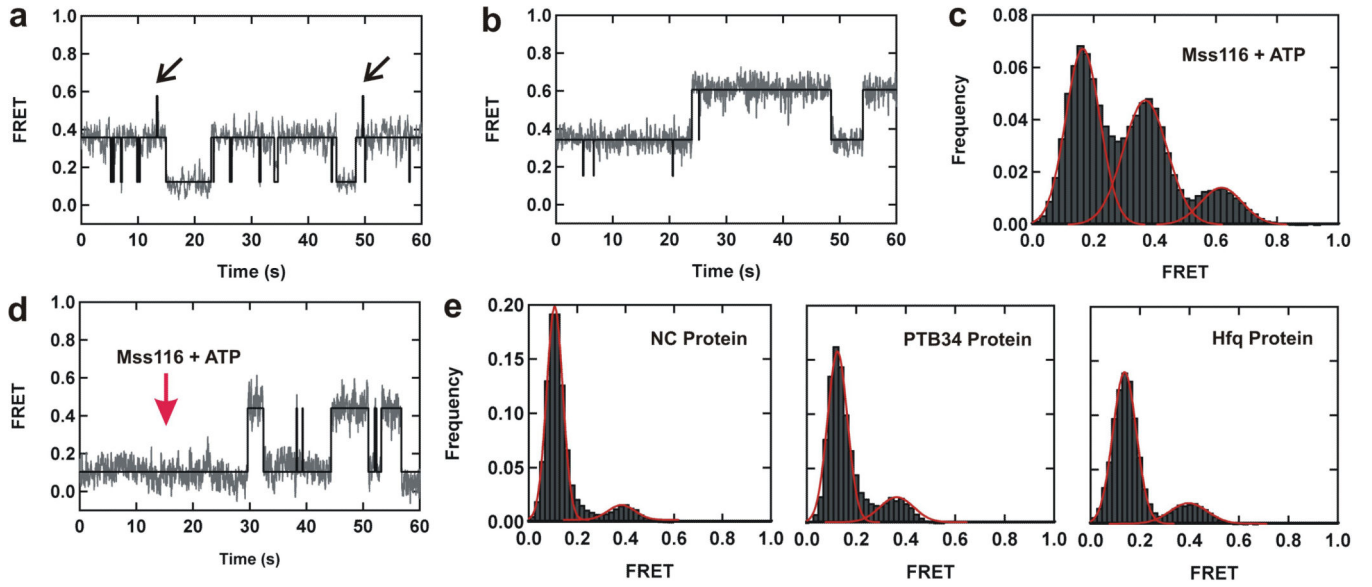 a
1.0
0.8
0.6
0.4
0.2
0.0
FRET
0 10 20 30 40 50 60
Time (s)
b
1.0
0.8
0.6
0.4
0.2
0.0
FRET
0 10 20 30 40 50 60
Time (s)
c
0.08
0.06
0.04
0.02
0.00
Frequency
Mss116 + ATP
0.0 0.2 0.4 0.6 0.8 1.0
FRET
d
1.0
0.8
0.6
0.4
0.2
0.1
0.0
FRET
Mss116 + ATP
0 10 20 30 40 50 60
Time (s)
e
0.20
0.15
0.10
0.05
0.00
Frequency
NC Protein
0.0 0.2 0.4 0.6 0.8 1.0
FRET
PTB34 Protein
0.0 0.2 0.4 0.6 0.8 1.0
FRET
Hfq Protein
0.0 0.2 0.4 0.6 0.8 1.0
FRET